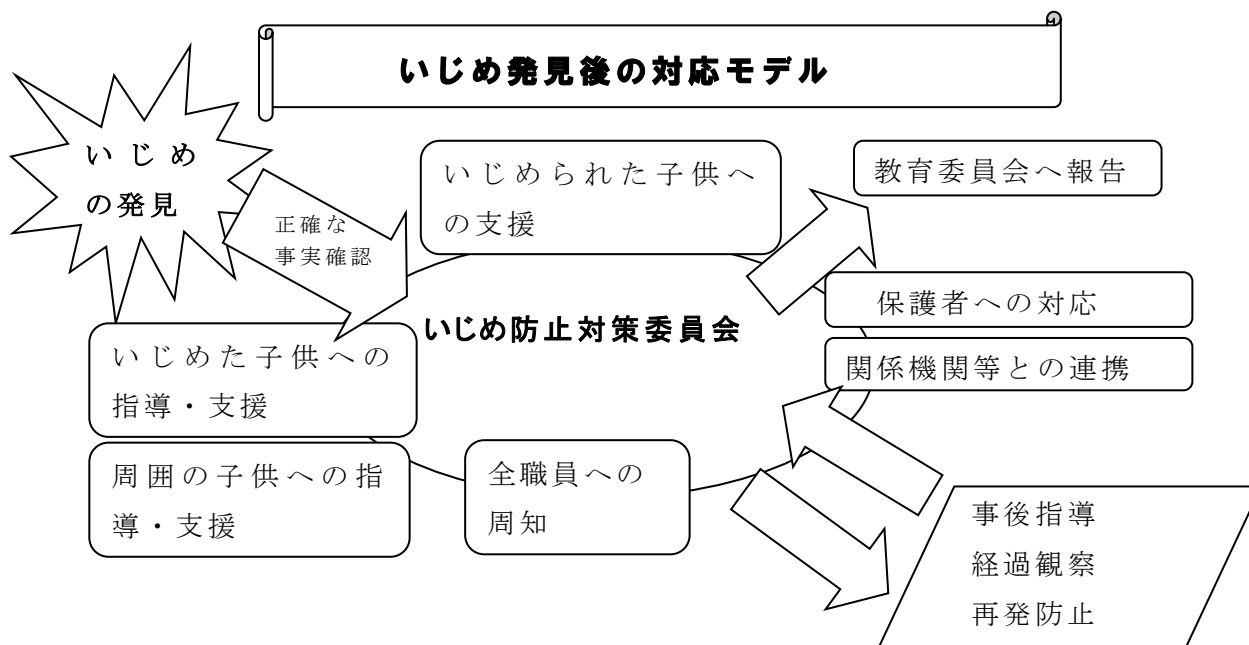 いじめ発見後の対応モデル
いじめ
の発見
正確な
事実確認
いじめられた子供へ
の支援
教育委員会へ報告
保護者への対応
関係機関等との連携
いじめ防止対策委員会
いじめた子供への
指導・支援
周囲の子供への指
導・支援
全職員への
周知
事後指導
経過観察
再発防止